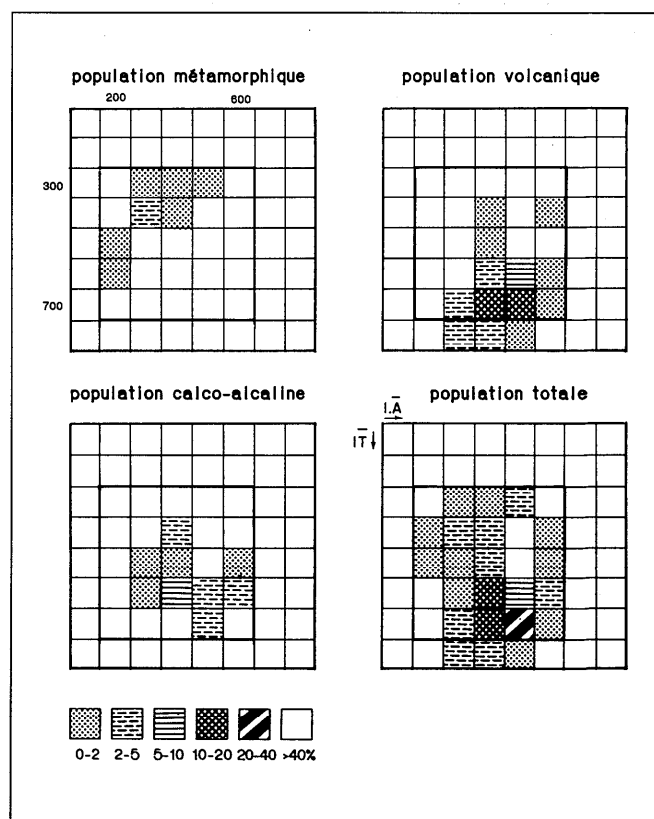 population métamorphique
200 600
300
700
population volcanique
population calco-alcaline
population totale
I.A
IT
0-2 2-5 5-10 10-20 20-40 >40%